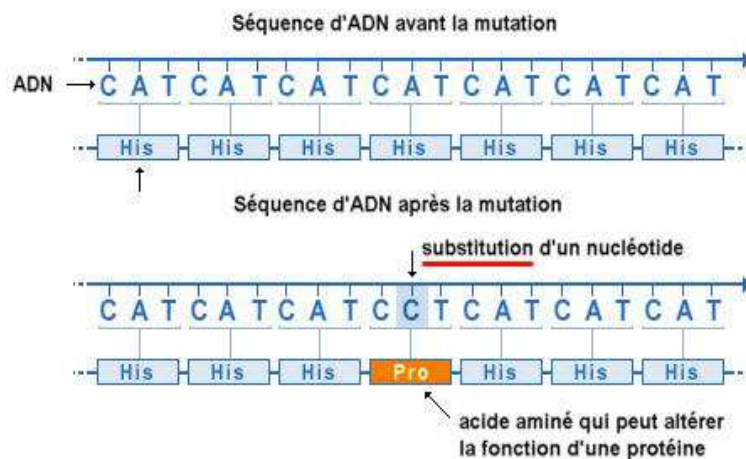 Séquence d'ADN avant la mutation
ADN
C A T C A T C A T C A T C A T C A T C A T
His His His His His His His
Séquence d'ADN après la mutation
substitution d'un nucléotide
C A T C A T C A T C C T C A T C A T C A T
His His His Pro His His His
acide aminé qui peut altérer
la fonction d'une protéine